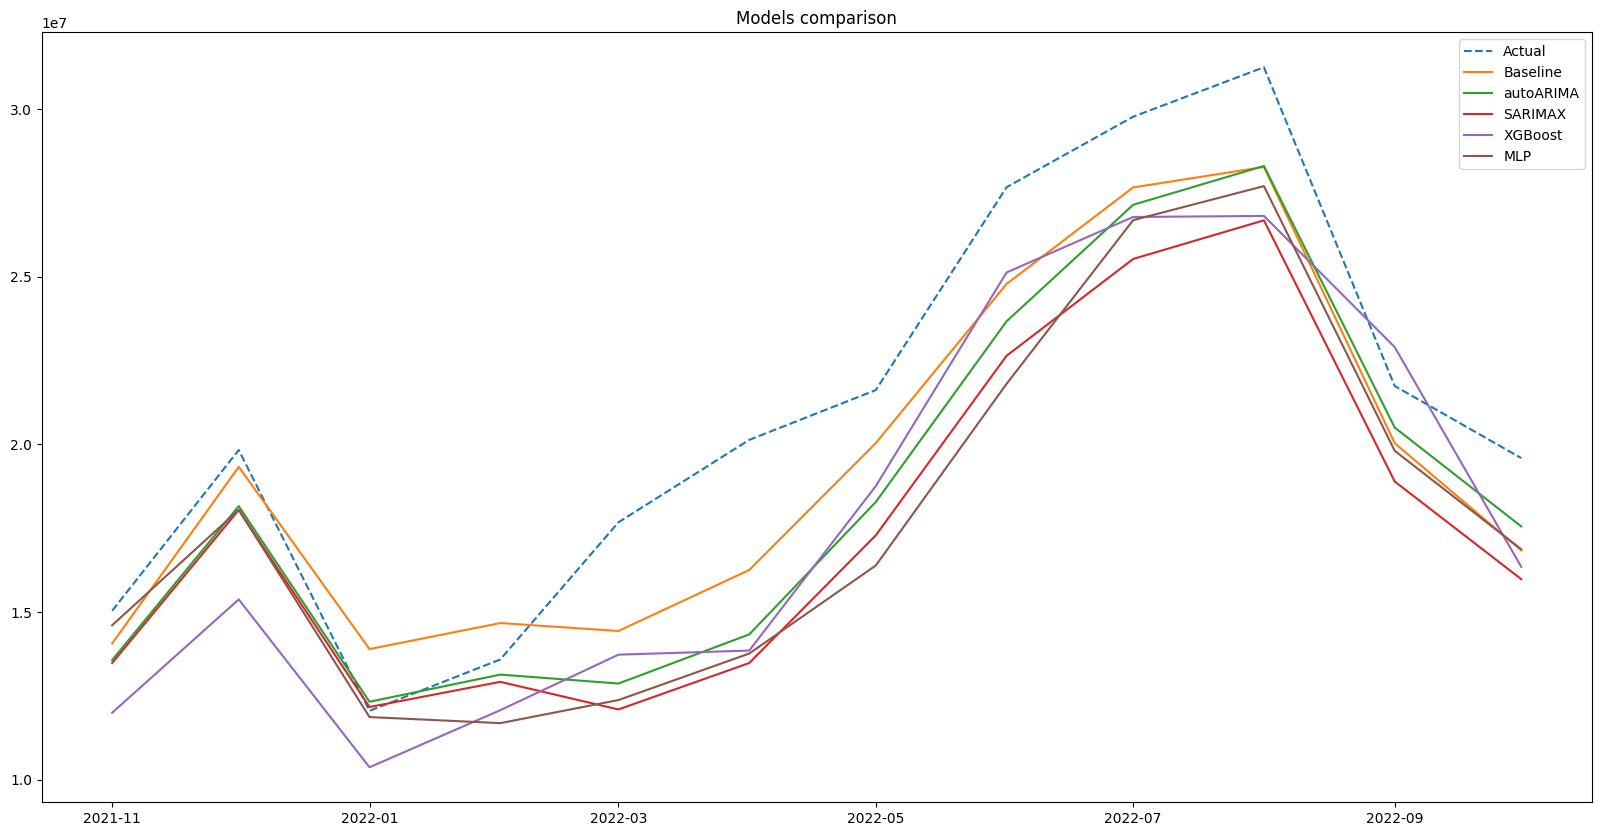 Models comparison
1e7
3.0
2.5
2.0
1.5
1.0
2021-11
2022-01
2022-03
2022-05
2022-07
2022-09
Actual
Baseline
autoARIMA
SARIMAX
XGBoost
MLP